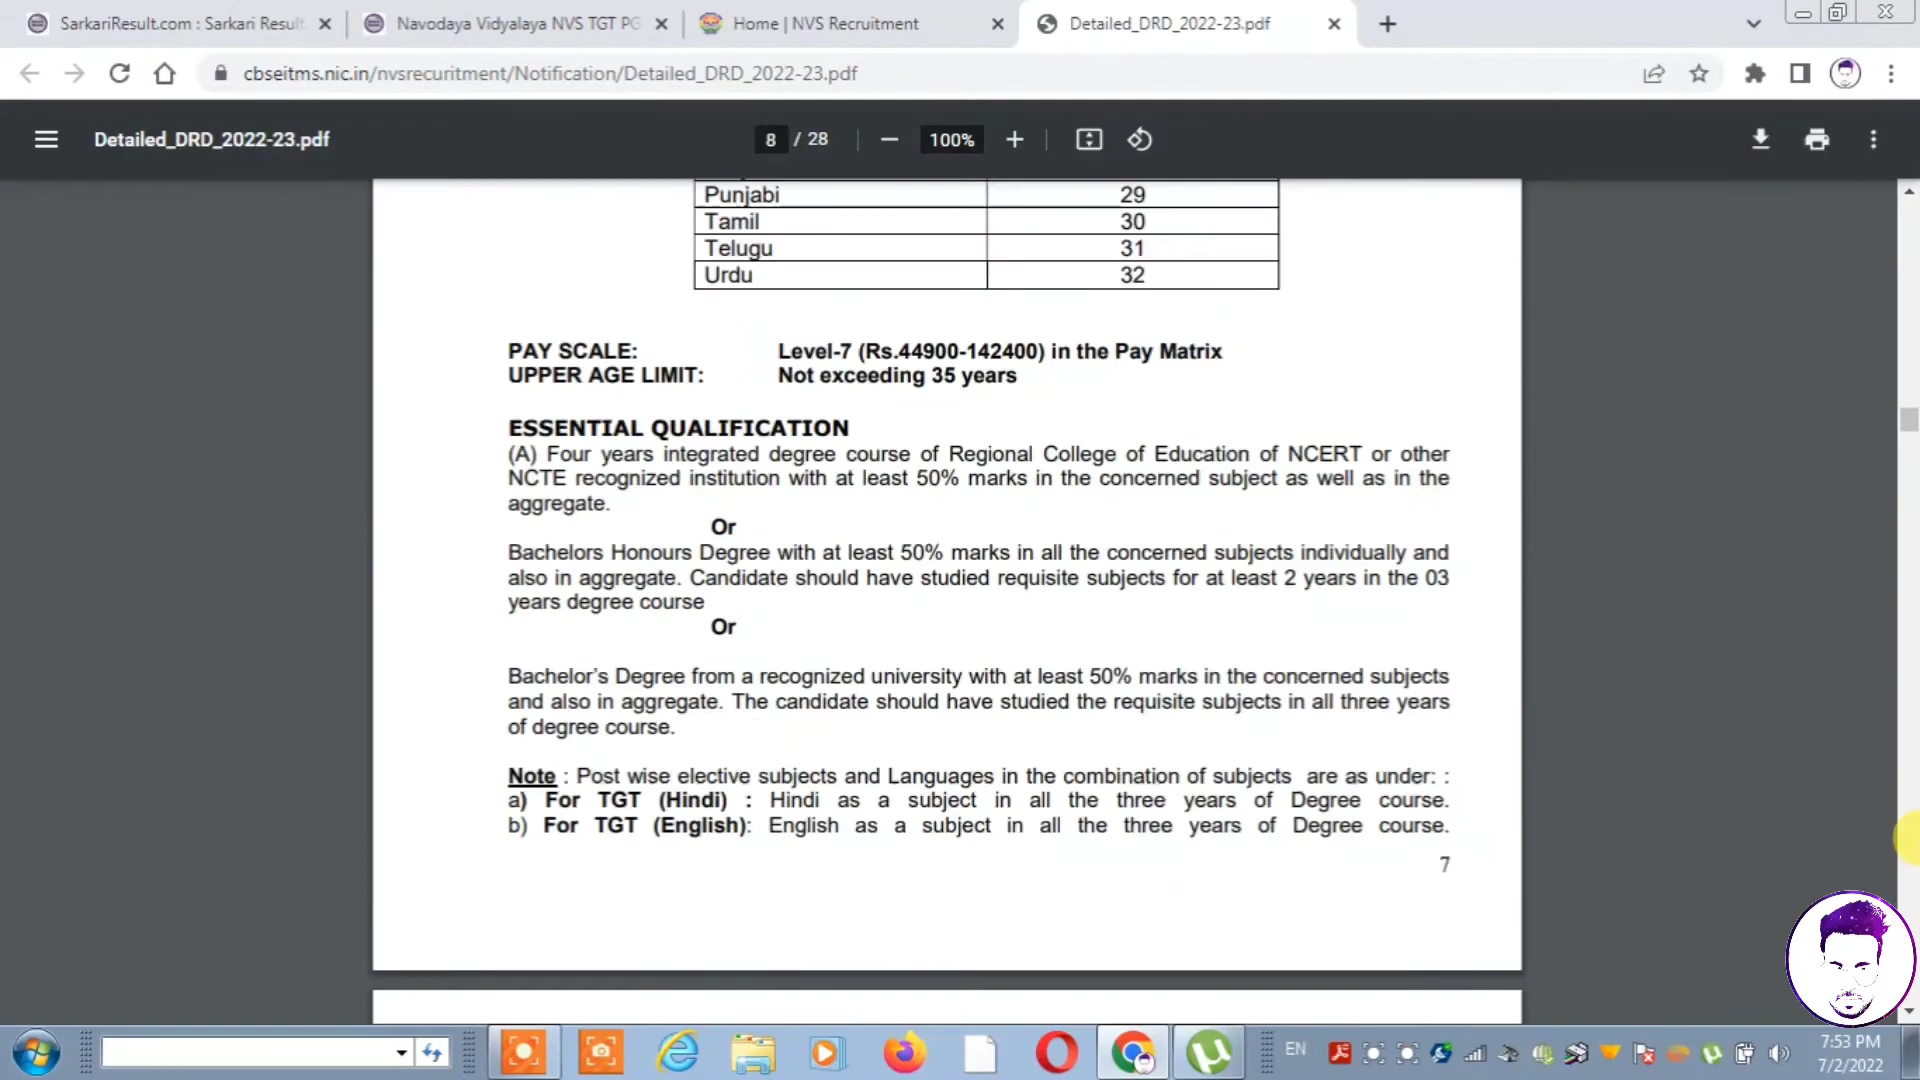 SarkariResult.com : Sarkari Result
Navodaya Vidyalaya NVS TGT PG
Home | NVS Recruitment
Detailed_DRD_2022-23.pdf
cbseitms.nic.in/nvsrecuritment/Notification/Detailed_DRD_2022-23.pdf
Detailed_DRD_2022-23.pdf
8 / 28
100%
Punjabi 29
Tamil 30
Telugu 31
Urdu 32
PAY SCALE: Level-7 (Rs.44900-142400) in the Pay Matrix
UPPER AGE LIMIT: Not exceeding 35 years
ESSENTIAL QUALIFICATION
(A) Four years integrated degree course of Regional College of Education of NCERT or other
NCTE recognized institution with at least 50% marks in the concerned subject as well as in the
aggregate.
Or
Bachelors Honours Degree with at least 50% marks in all the concerned subjects individually and
also in aggregate. Candidate should have studied requisite subjects for at least 2 years in the 03
years degree course
Or
Bachelor's Degree from a recognized university with at least 50% marks in the concerned subjects
and also in aggregate. The candidate should have studied the requisite subjects in all three years
of degree course.
Note : Post wise elective subjects and Languages in the combination of subjects are as under: :
a) For TGT (Hindi) : Hindi as a subject in all the three years of Degree course.
b) For TGT (English): English as a subject in all the three years of Degree course.
7
EN
7:53 PM
7/2/2022